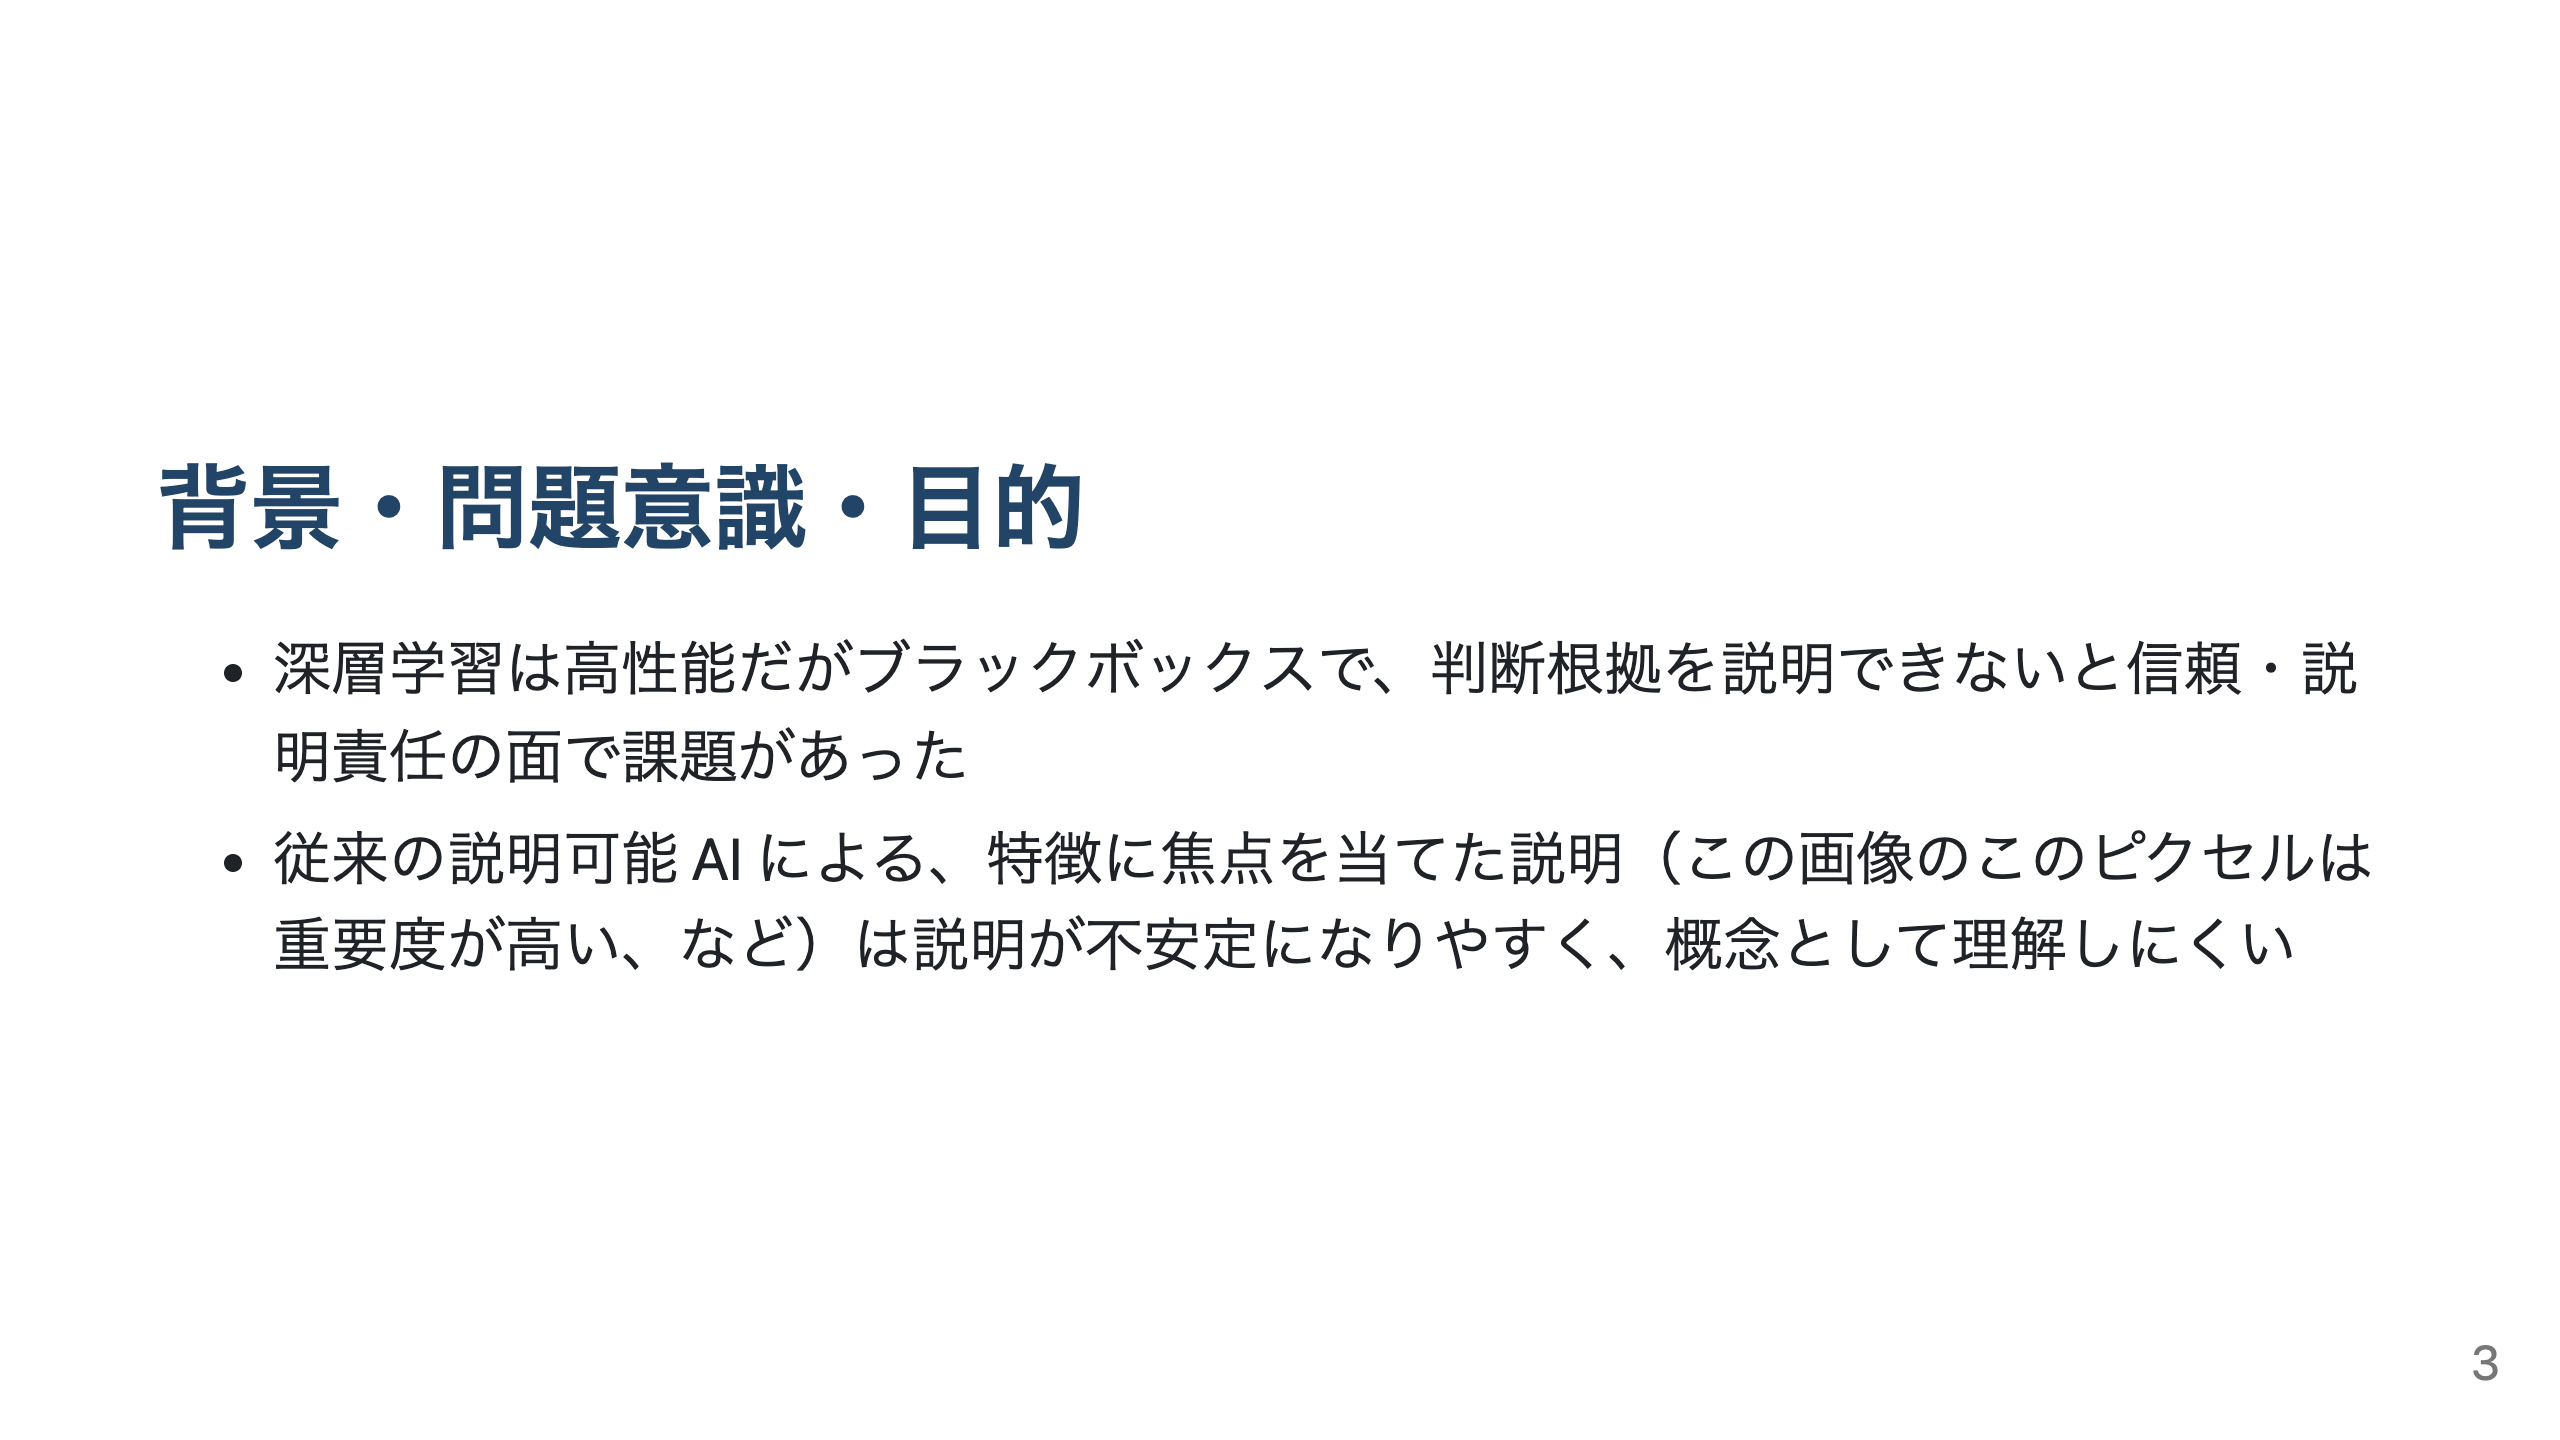 背景・問題意識・目的
• 深層学習は高性能だがブラックボックスで、判断根拠を説明できないと信頼・説
明責任の面で課題があった
• 従来の説明可能 AI による、特徴に焦点を当てた説明（この画像のこのピクセルは
重要度が高い、など）は説明が不安定になりやすく、概念として理解しにくい
3